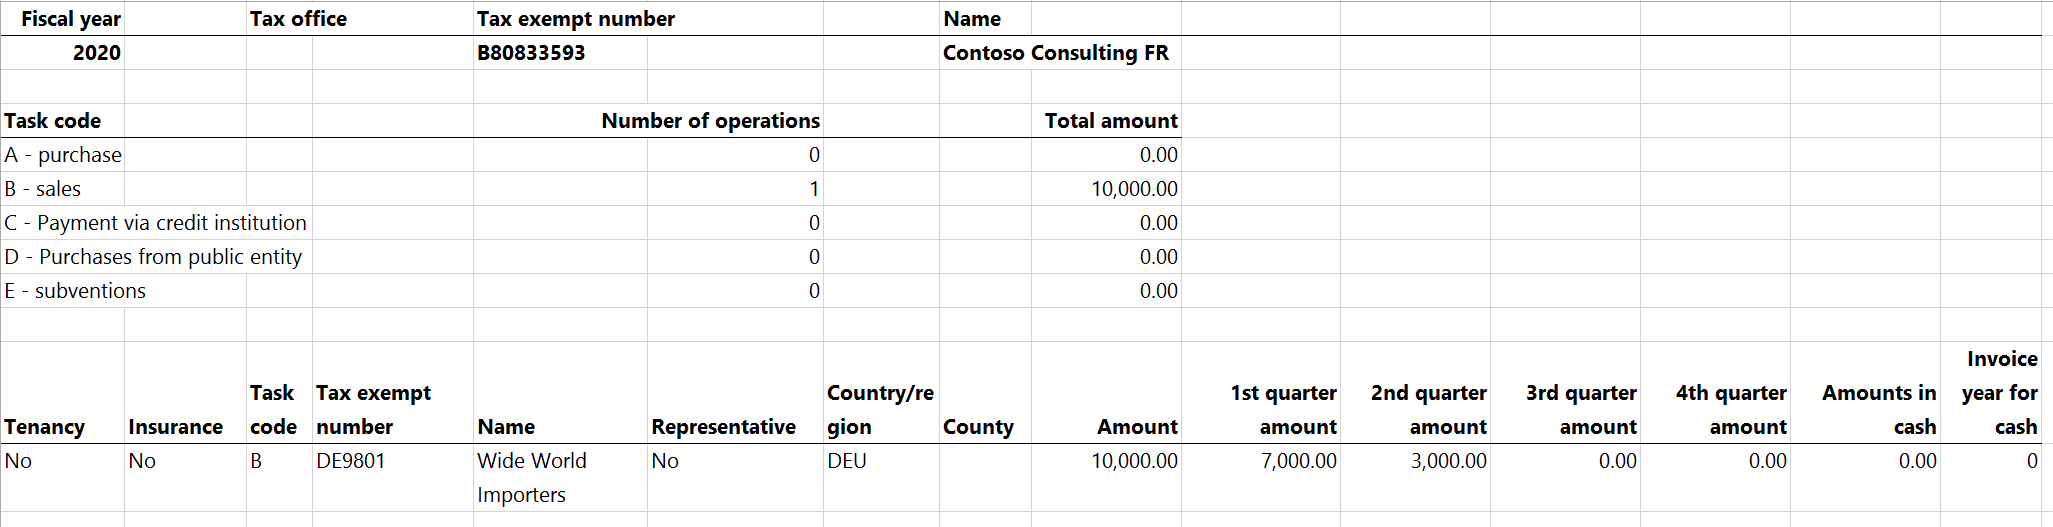 Fiscal year Tax office Tax exempt number Name
2020 B80833593 Contoso Consulting FR
Task code Number of operations Total amount
A - purchase 0 0.00
B - sales 1 10,000.00
C - Payment via credit institution 0 0.00
D - Purchases from public entity 0 0.00
E - subventions 0 0.00
Invoice
Task Tax exempt Country/re 1st quarter 2nd quarter 3rd quarter 4th quarter Amounts in year for
Tenancy Insurance code number Name Representative gion County Amount amount amount amount amount cash cash
No No B DE9801 Wide World No DEU 10,000.00 7,000.00 3,000.00 0.00 0.00 0.00 0
Importers